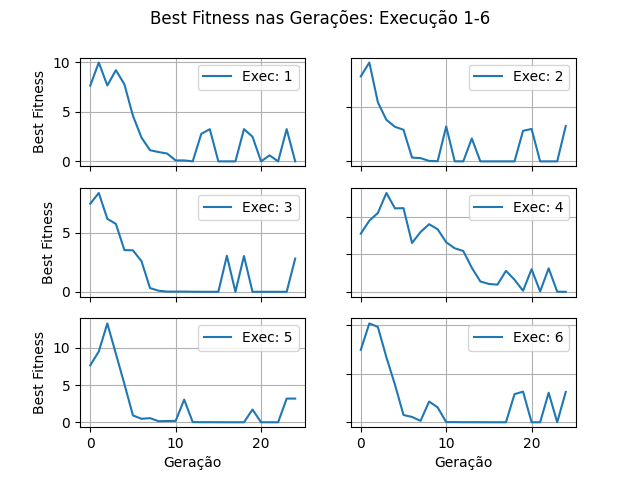 Best Fitness nas Gerações: Execução 1-6
10
5
0
Best Fitness
Exec: 1
Exec: 2
5
0
Best Fitness
Exec: 3
Exec: 4
10
5
0
Best Fitness
Exec: 5
Exec: 6
0
10
20
Geração
0
10
20
Geração